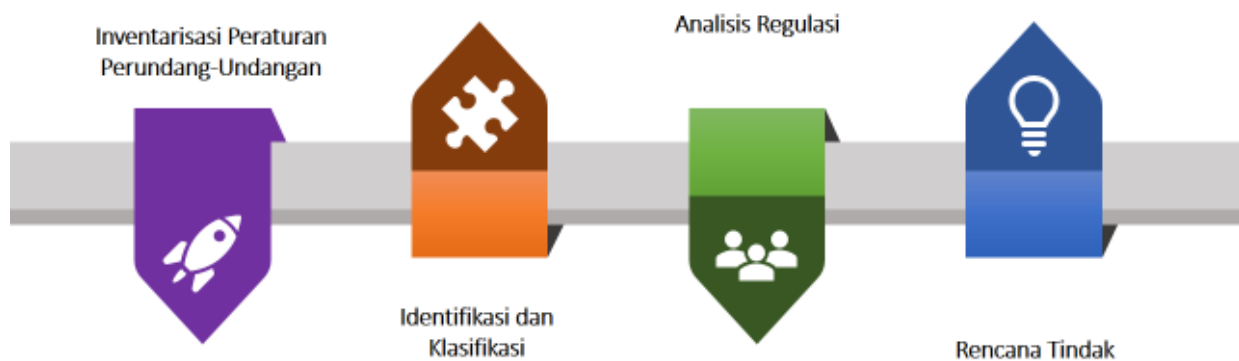 Inventarisasi Peraturan
Perundang-Undangan
Identifikasi dan
Klasifikasi
Analisis Regulasi
Rencana Tindak